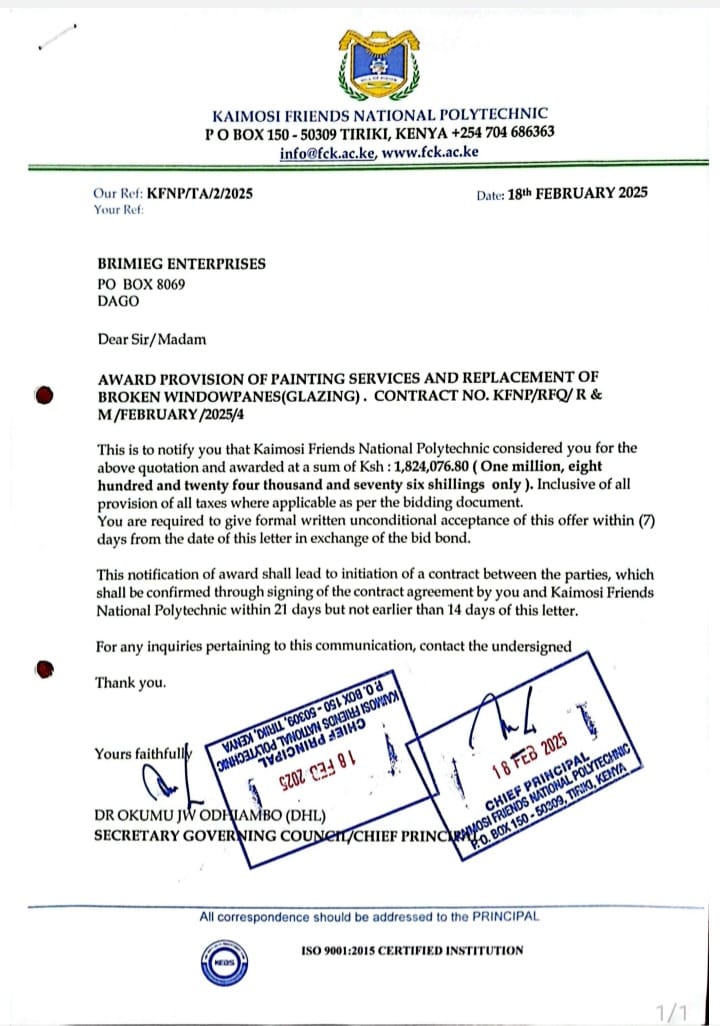 KAIMOSI FRIENDS NATIONAL POLYTECHNIC
P O BOX 150 - 50309 TIRIKI, KENYA +254 704 686363
info@fck.ac.ke, www.fck.ac.ke
Our Ref: KFNP/TA/2/2025
Date: 18th FEBRUARY 2025
Your Ref:
BRIMIEG ENTERPRISES
PO BOX 8069
DAGO
Dear Sir/Madam
AWARD PROVISION OF PAINTING SERVICES AND REPLACEMENT OF
BROKEN WINDOWPANES(GLAZING) . CONTRACT NO. KFNP/RFQ/ R &
M/FEBRUARY/2025/4
This is to notify you that Kaimosi Friends National Polytechnic considered you for the
above quotation and awarded at a sum of Ksh : 1,824,076.80 ( One million, eight
hundred and twenty four thousand and seventy six shillings only ). Inclusive of all
provision of all taxes where applicable as per the bidding document.
You are required to give formal written unconditional acceptance of this offer within (7)
days from the date of this letter in exchange of the bid bond.
This notification of award shall lead to initiation of a contract between the parties, which
shall be confirmed through signing of the contract agreement by you and Kaimosi Friends
National Polytechnic within 21 days but not earlier than 14 days of this letter.
For any inquiries pertaining to this communication, contact the undersigned
Thank you.
Yours faithfully
18 FEB 2025
CHIEF PRINCIPAL
KAIMOSI FRIENDS NATIONAL POLYTECHNIC
P.O. BOX 150 - 50309, TIRIKI, KENYA
18 FEB 2025
CHIEF PRINCIPAL
KAIMOSI FRIENDS NATIONAL POLYTECHNIC
P.O. BOX 150 - 50309, TIRIKI, KENYA
DR OKUMU JW ODHIAMBO (DHL)
SECRETARY GOVERNING COUNCIL/CHIEF PRINCIPAL
All correspondence should be addressed to the PRINCIPAL
KEBS
ISO 9001:2015 CERTIFIED INSTITUTION
1/1